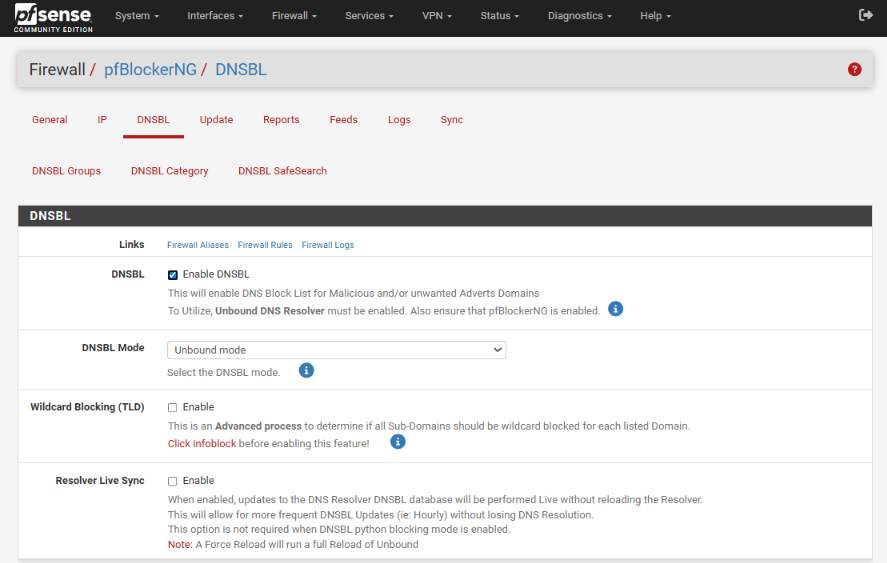 pfsense
COMMUNITY EDITION
System Interfaces Firewall Services VPN Status Diagnostics Help
Firewall / pfBlockerNG / DNSBL
?
General IP DNSBL Update Reports Feeds Logs Sync
DNSBL Groups DNSBL Category DNSBL SafeSearch
DNSBL
Links Firewall Aliases Firewall Rules Firewall Logs
DNSBL Enable DNSBL
This will enable DNS Block List for Malicious and/or unwanted Adverts Domains
To Utilize, Unbound DNS Resolver must be enabled. Also ensure that pfBlockerNG is enabled. i
DNSBL Mode Unbound mode
Select the DNSBL mode. i
Wildcard Blocking (TLD) Enable
This is an Advanced process to determine if all Sub-Domains should be wildcard blocked for each listed Domain.
Click infoblock before enabling this feature! i
Resolver Live Sync Enable
When enabled, updates to the DNS Resolver DNSBL database will be performed Live without reloading the Resolver.
This will allow for more frequent DNSBL Updates (ie: Hourly) without losing DNS Resolution.
This option is not required when DNSBL python blocking mode is enabled.
Note: A Force Reload will run a full Reload of Unbound